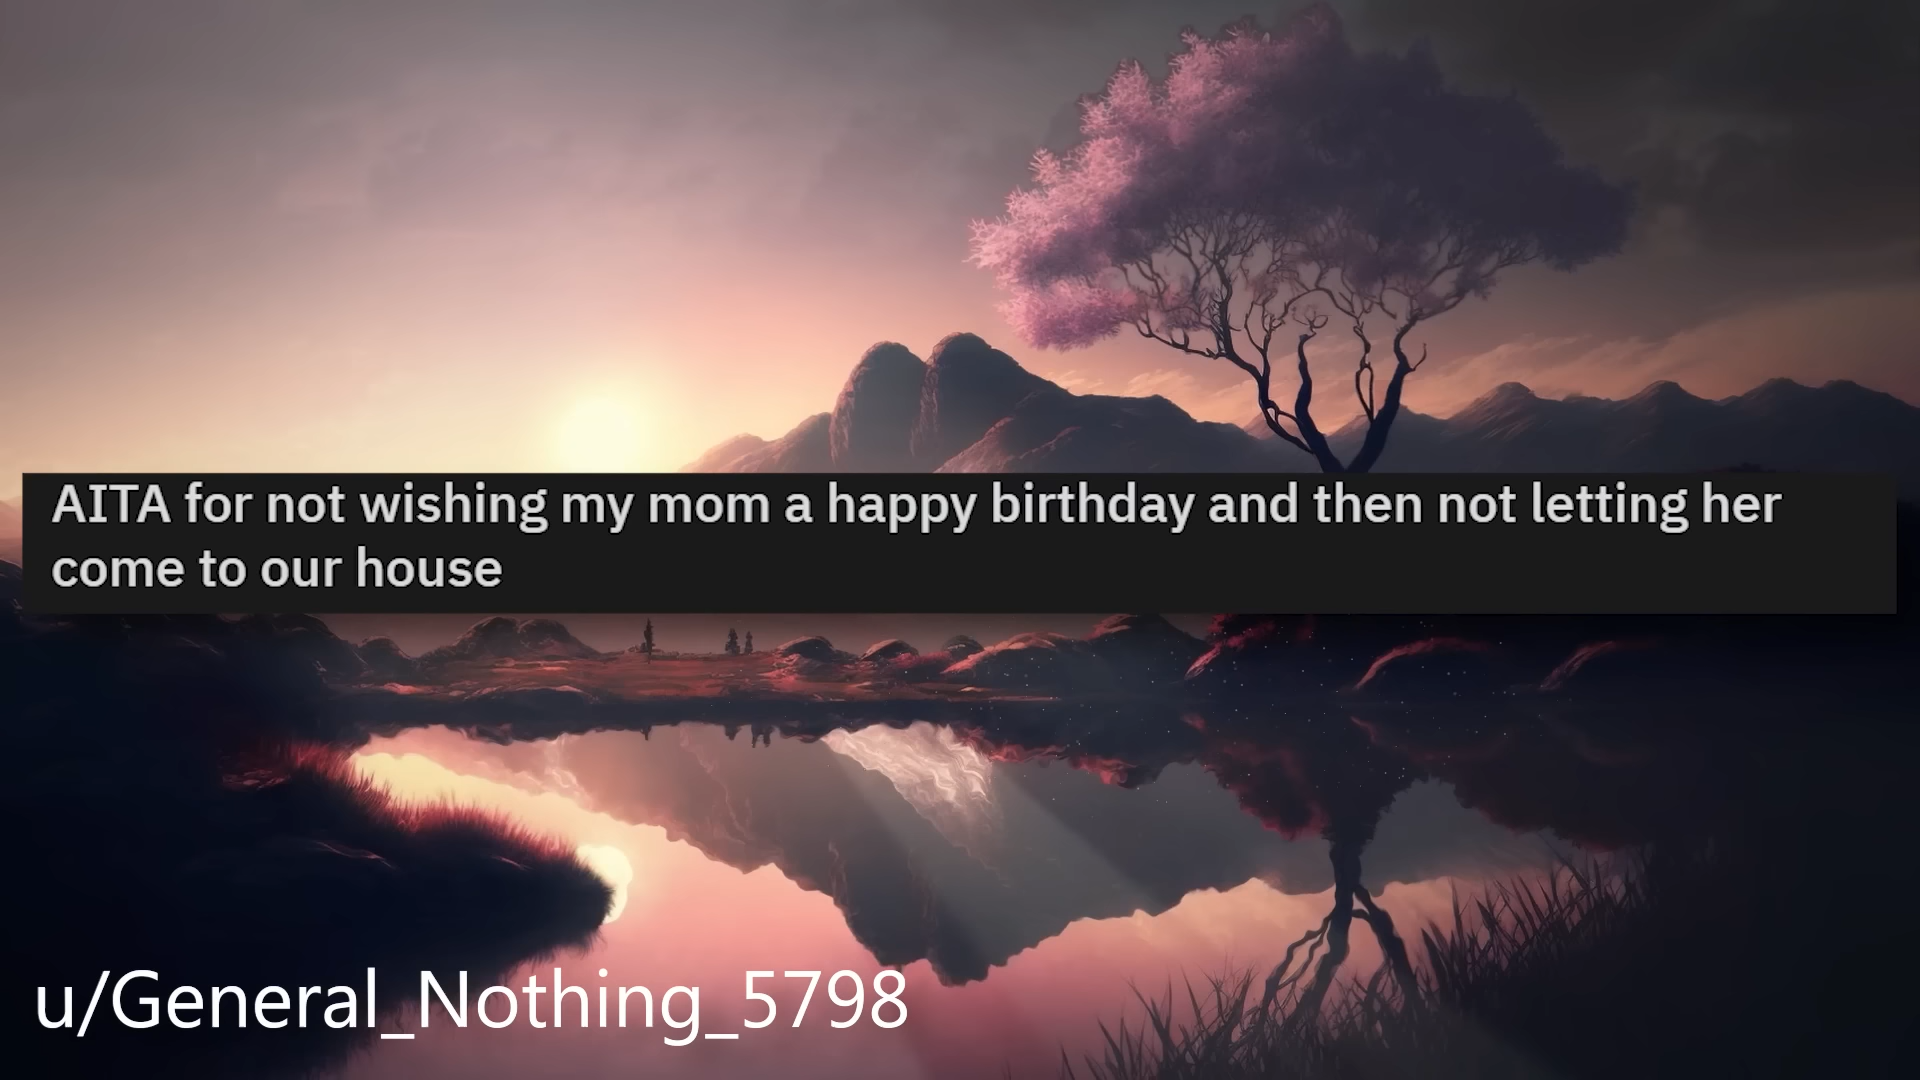 AITA for not wishing my mom a happy birthday and then not letting her
come to our house
u/General_Nothing_5798